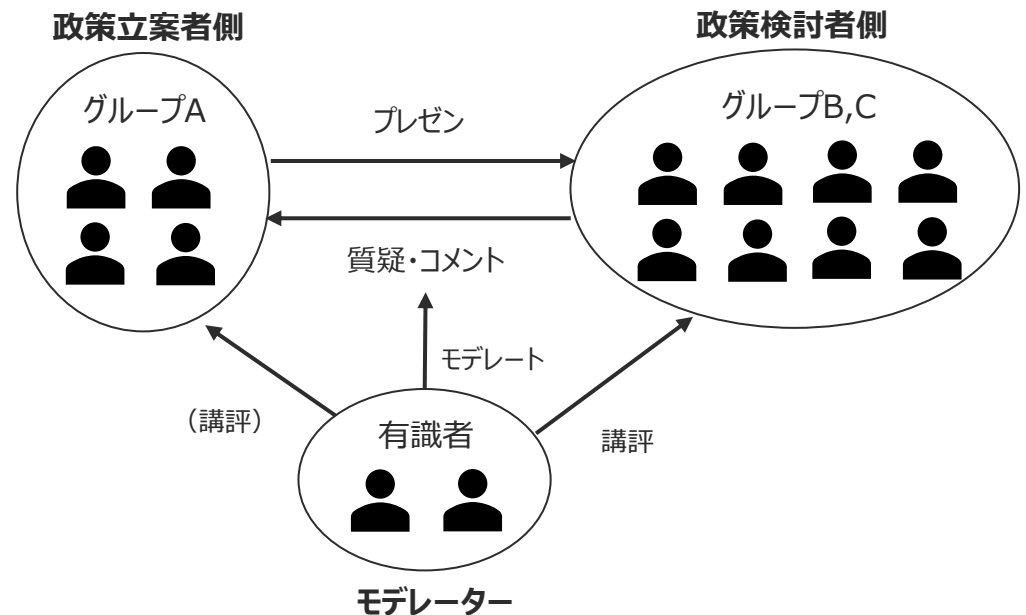 政策立案者側
政策検討者側
グループA
グループB,C
プレゼン
質疑・コメント
モデレート
（講評）
有識者
講評
モデレーター